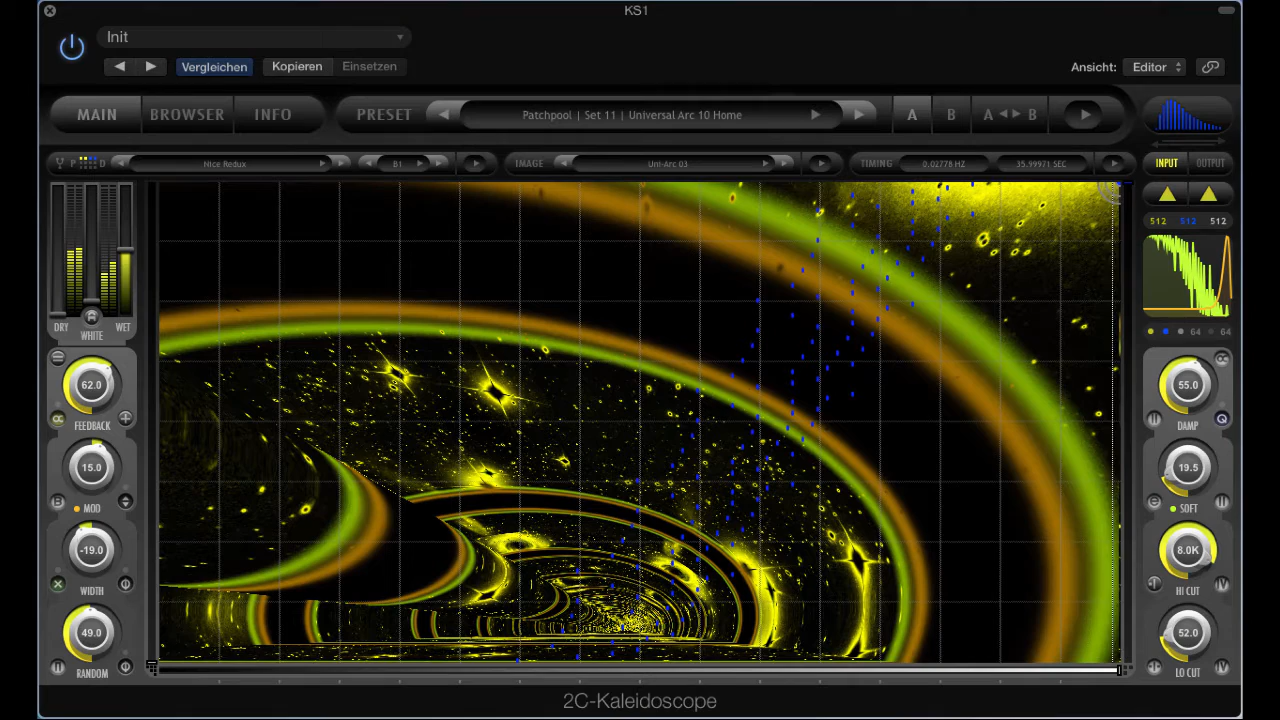 KS1
Init
Vergleichen Kopieren Einsetzen Ansicht: Editor
MAIN BROWSER INFO PRESET Patchpool | Set 11 | Universal Arc 10 Home A B A B
P D Nice Redux B1 IMAGE Uni-Arc 03 TIMING 0.02778 HZ 35.99971 SEC INPUT OUTPUT
512 512 512
DRY WHITE WET
64 64
62.0
FEEDBACK
15.0
B MOD
-19.0
WIDTH
49.0
RANDOM
55.0
DAMP Q
19.5
SOFT
8.0K
HI CUT
52.0
LO CUT
2C-Kaleidoscope